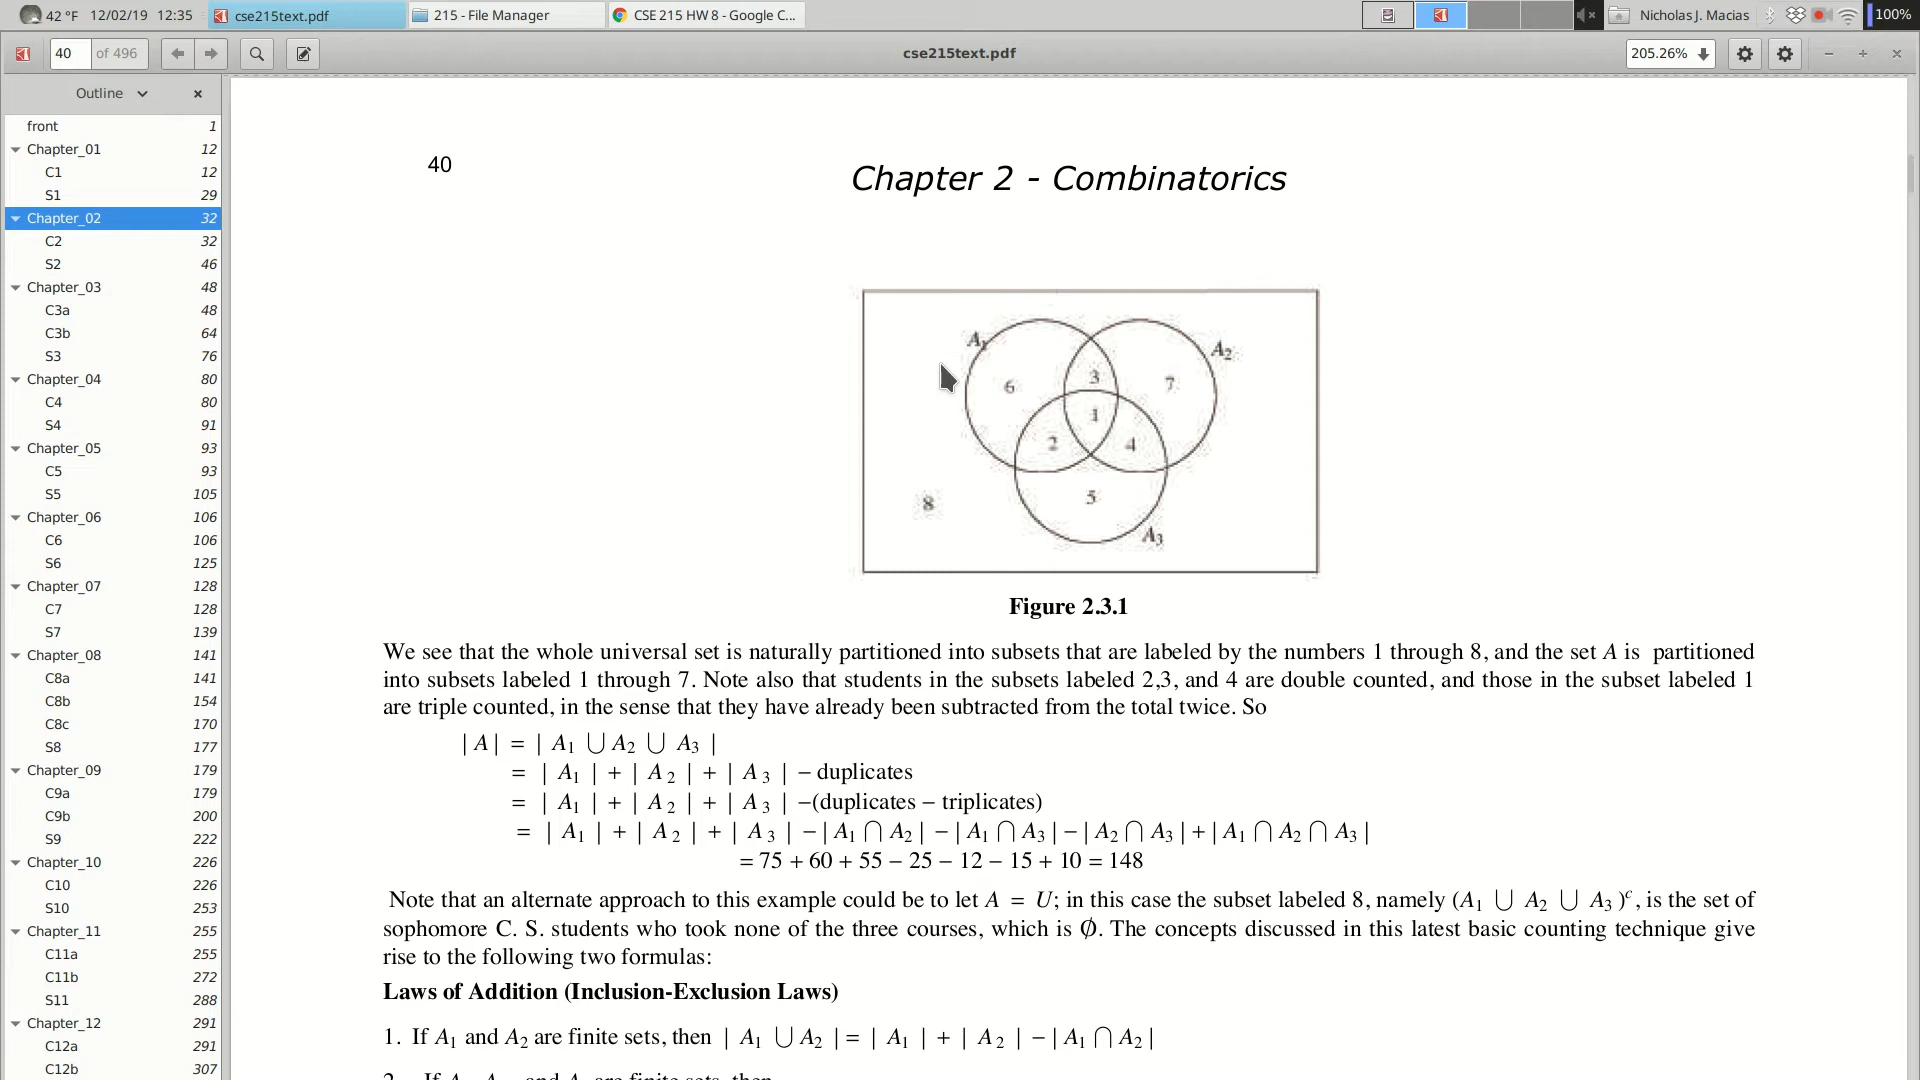 42 °F 12/02/19 12:35 cse215text.pdf 215 - File Manager CSE 215 HW 8 - Google C... Nicholas J. Macias 100%
40 of 496 cse215text.pdf 205.26%
Outline
front 1
Chapter_01 12
C1 12
S1 29
Chapter_02 32
C2 32
S2 46
Chapter_03 48
C3a 48
C3b 64
S3 76
Chapter_04 80
C4 80
S4 91
Chapter_05 93
C5 93
S5 105
Chapter_06 106
C6 106
S6 125
Chapter_07 128
C7 128
S7 139
Chapter_08 141
C8a 141
C8b 154
C8c 170
S8 177
Chapter_09 179
C9a 179
C9b 200
S9 222
Chapter_10 226
C10 226
S10 253
Chapter_11 255
C11a 255
C11b 272
S11 288
Chapter_12 291
C12a 291
C12b 307
40
Chapter 2 - Combinatorics
A₁ A₂
6 3 7
1
2 4
5
8
A₃
Figure 2.3.1
We see that the whole universal set is naturally partitioned into subsets that are labeled by the numbers 1 through 8, and the set A is partitioned
into subsets labeled 1 through 7. Note also that students in the subsets labeled 2,3, and 4 are double counted, and those in the subset labeled 1
are triple counted, in the sense that they have already been subtracted from the total twice. So
| A | = | A₁ ⋃ A₂ ⋃ A₃ |
= | A₁ | + | A ₂ | + | A ₃ | − duplicates
= | A₁ | + | A ₂ | + | A ₃ | −(duplicates − triplicates)
= | A₁ | + | A ₂ | + | A ₃ | − | A₁ ⋂ A₂ | − | A₁ ⋂ A₃ | − | A₂ ⋂ A₃ | + | A₁ ⋂ A₂ ⋂ A₃ |
= 75 + 60 + 55 − 25 − 12 − 15 + 10 = 148
Note that an alternate approach to this example could be to let A = U; in this case the subset labeled 8, namely (A₁ ⋃ A₂ ⋃ A₃ )ᶜ, is the set of
sophomore C. S. students who took none of the three courses, which is ∅. The concepts discussed in this latest basic counting technique give
rise to the following two formulas:
Laws of Addition (Inclusion-Exclusion Laws)
1. If A₁ and A₂ are finite sets, then | A₁ ⋃ A₂ | = | A₁ | + | A ₂ | − | A₁ ⋂ A₂ |